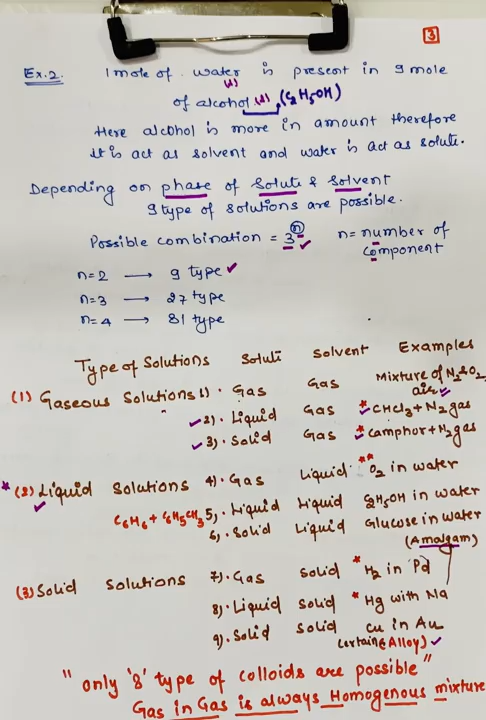 3
Ex.2. 1 mole of water is present in 9 mole
(l)
of alcohol (l), (C2H5OH)
Here alcohol is more in amount therefore
it is act as solvent and water is act as solute.
Depending on phase of Solute & Solvent
9 type of solutions are possible.
Possible combination = 3ⁿ n = number of
component
n=2 → 9 type
n=3 → 27 type
n=4 → 81 type
Type of Solutions Solute Solvent Examples
(1) Gaseous Solutions 1). Gas Gas Mixture of N2 & O2,
air
2). Liquid Gas *CHCl3 + N2 gas
3). Solid Gas *camphor + N2 gas
*(2) Liquid Solutions 4). Gas Liquid **O2 in water
C6H6 + C6H5CH3 5). Liquid Liquid C2H5OH in water
6). Solid Liquid Glucose in water
(Amalgam)
(3) Solid Solutions 7). Gas solid *H2 in Pd
8). Liquid solid *Hg with Na
9). Solid solid Cu in Au
(Alloy)
"only '8' type of colloids are possible"
Gas in Gas is always Homogenous mixture